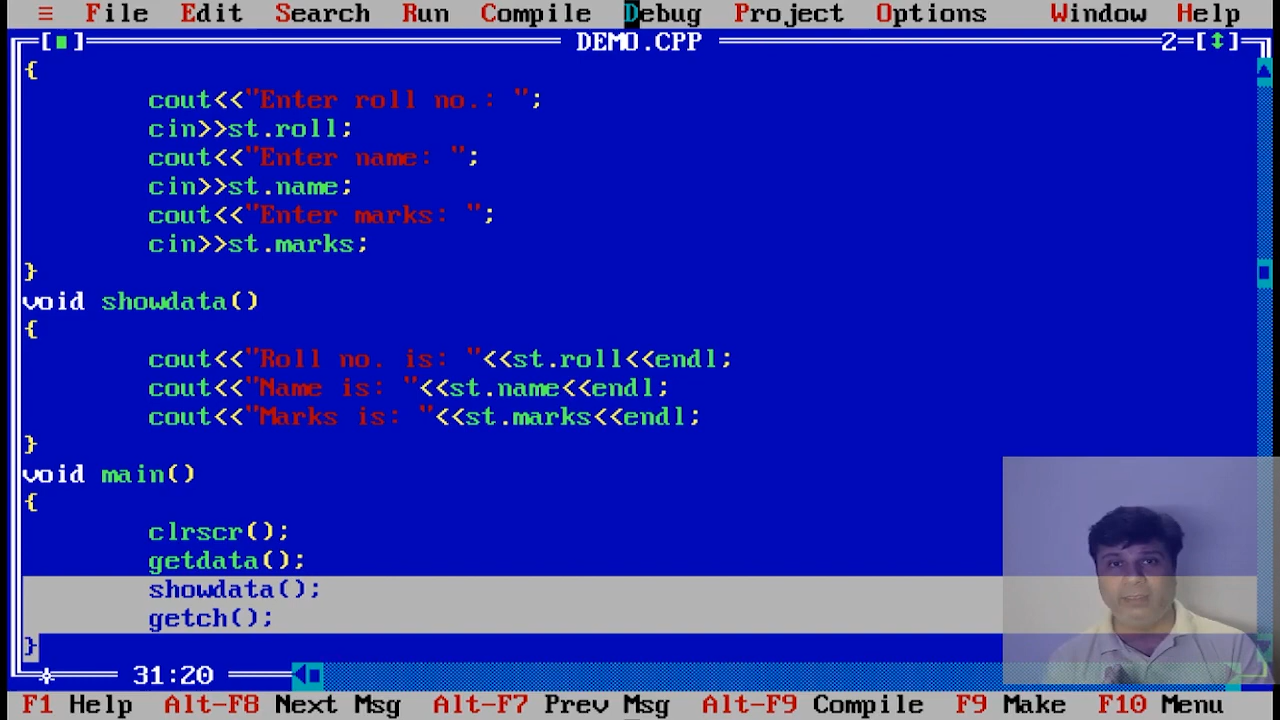 ≡ File Edit Search Run Compile Debug Project Options Window Help
[■] DEMO.CPP 2=[↕]
{
cout<<"Enter roll no.: ";
cin>>st.roll;
cout<<"Enter name: ";
cin>>st.name;
cout<<"Enter marks: ";
cin>>st.marks;
}
void showdata()
{
cout<<"Roll no. is: "<<st.roll<<endl;
cout<<"Name is: "<<st.name<<endl;
cout<<"Marks is: "<<st.marks<<endl;
}
void main()
{
clrscr();
getdata();
showdata();
getch();
}
31:20
F1 Help Alt-F8 Next Msg Alt-F7 Prev Msg Alt-F9 Compile F9 Make F10 Menu